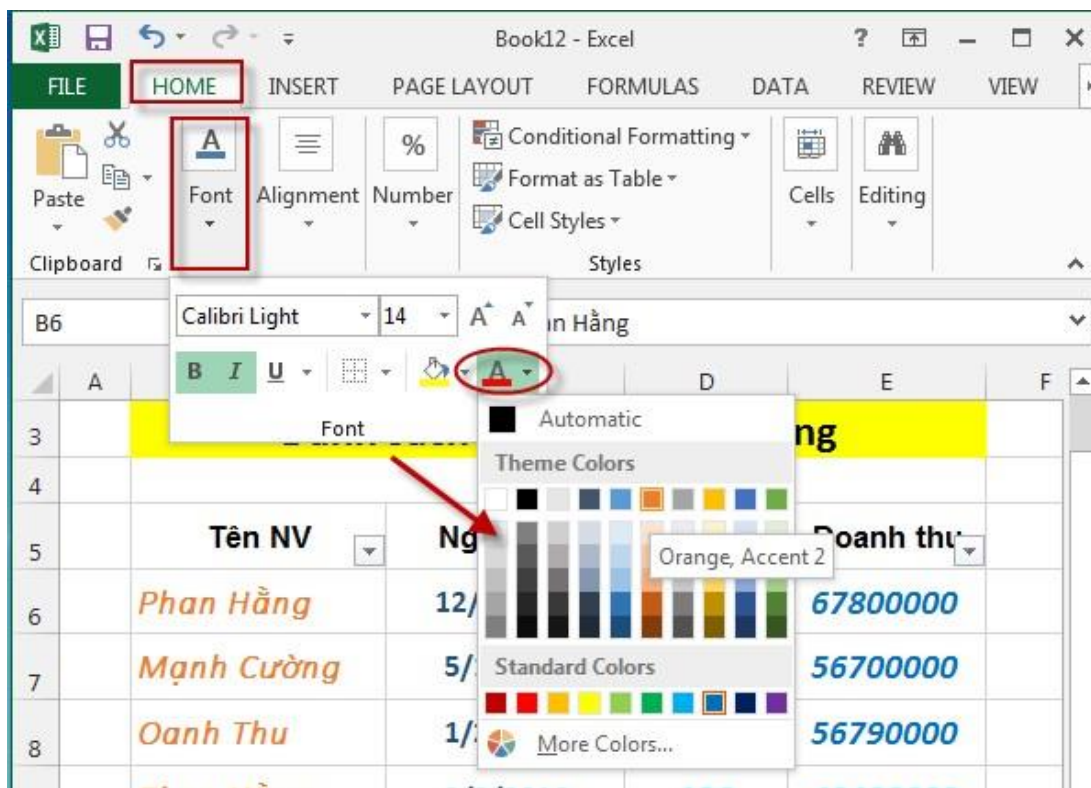 Book12 - Excel ?
FILE HOME INSERT PAGE LAYOUT FORMULAS DATA REVIEW VIEW
Paste Font Alignment Number Conditional Formatting Cells Editing
Format as Table
Cell Styles
Clipboard Styles
B6 Calibri Light 14 Hằng
B I U A
Font
A D E F
Automatic
Theme Colors
Orange, Accent 2
Standard Colors
More Colors...
3
4
5 Tên NV Doanh thu
6 Phan Hằng 12/ 67800000
7 Mạnh Cường 5/ 56700000
8 Oanh Thu 1/ 56790000